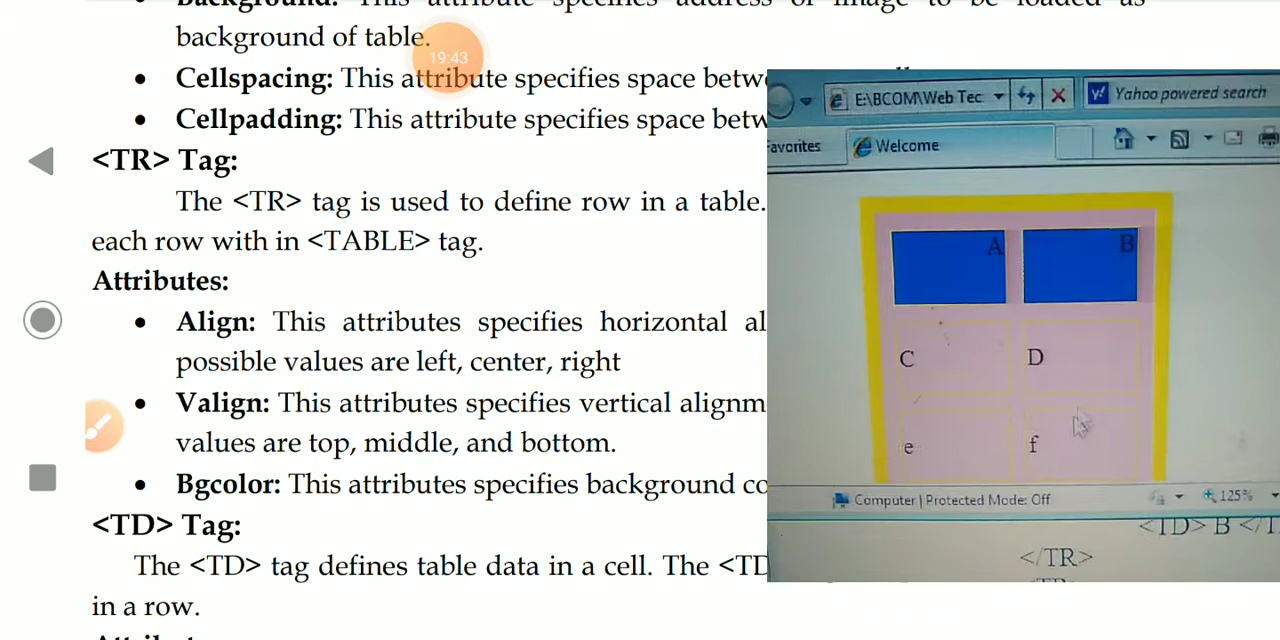 background of table.
19:43
Cellspacing: This attribute specifies space betw
Cellpadding: This attribute specifies space betw
<TR> Tag:
The <TR> tag is used to define row in a table.
each row with in <TABLE> tag.
Attributes:
Align: This attributes specifies horizontal al
possible values are left, center, right
Valign: This attributes specifies vertical alignm
values are top, middle, and bottom.
Bgcolor: This attributes specifies background co
<TD> Tag:
The <TD> tag defines table data in a cell. The <TD
in a row.
E:\BCOM\Web Tec
Yahoo powered search
avorites
Welcome
A B
C D
e f
Computer | Protected Mode: Off
125%
<TD> B </T
</TR>